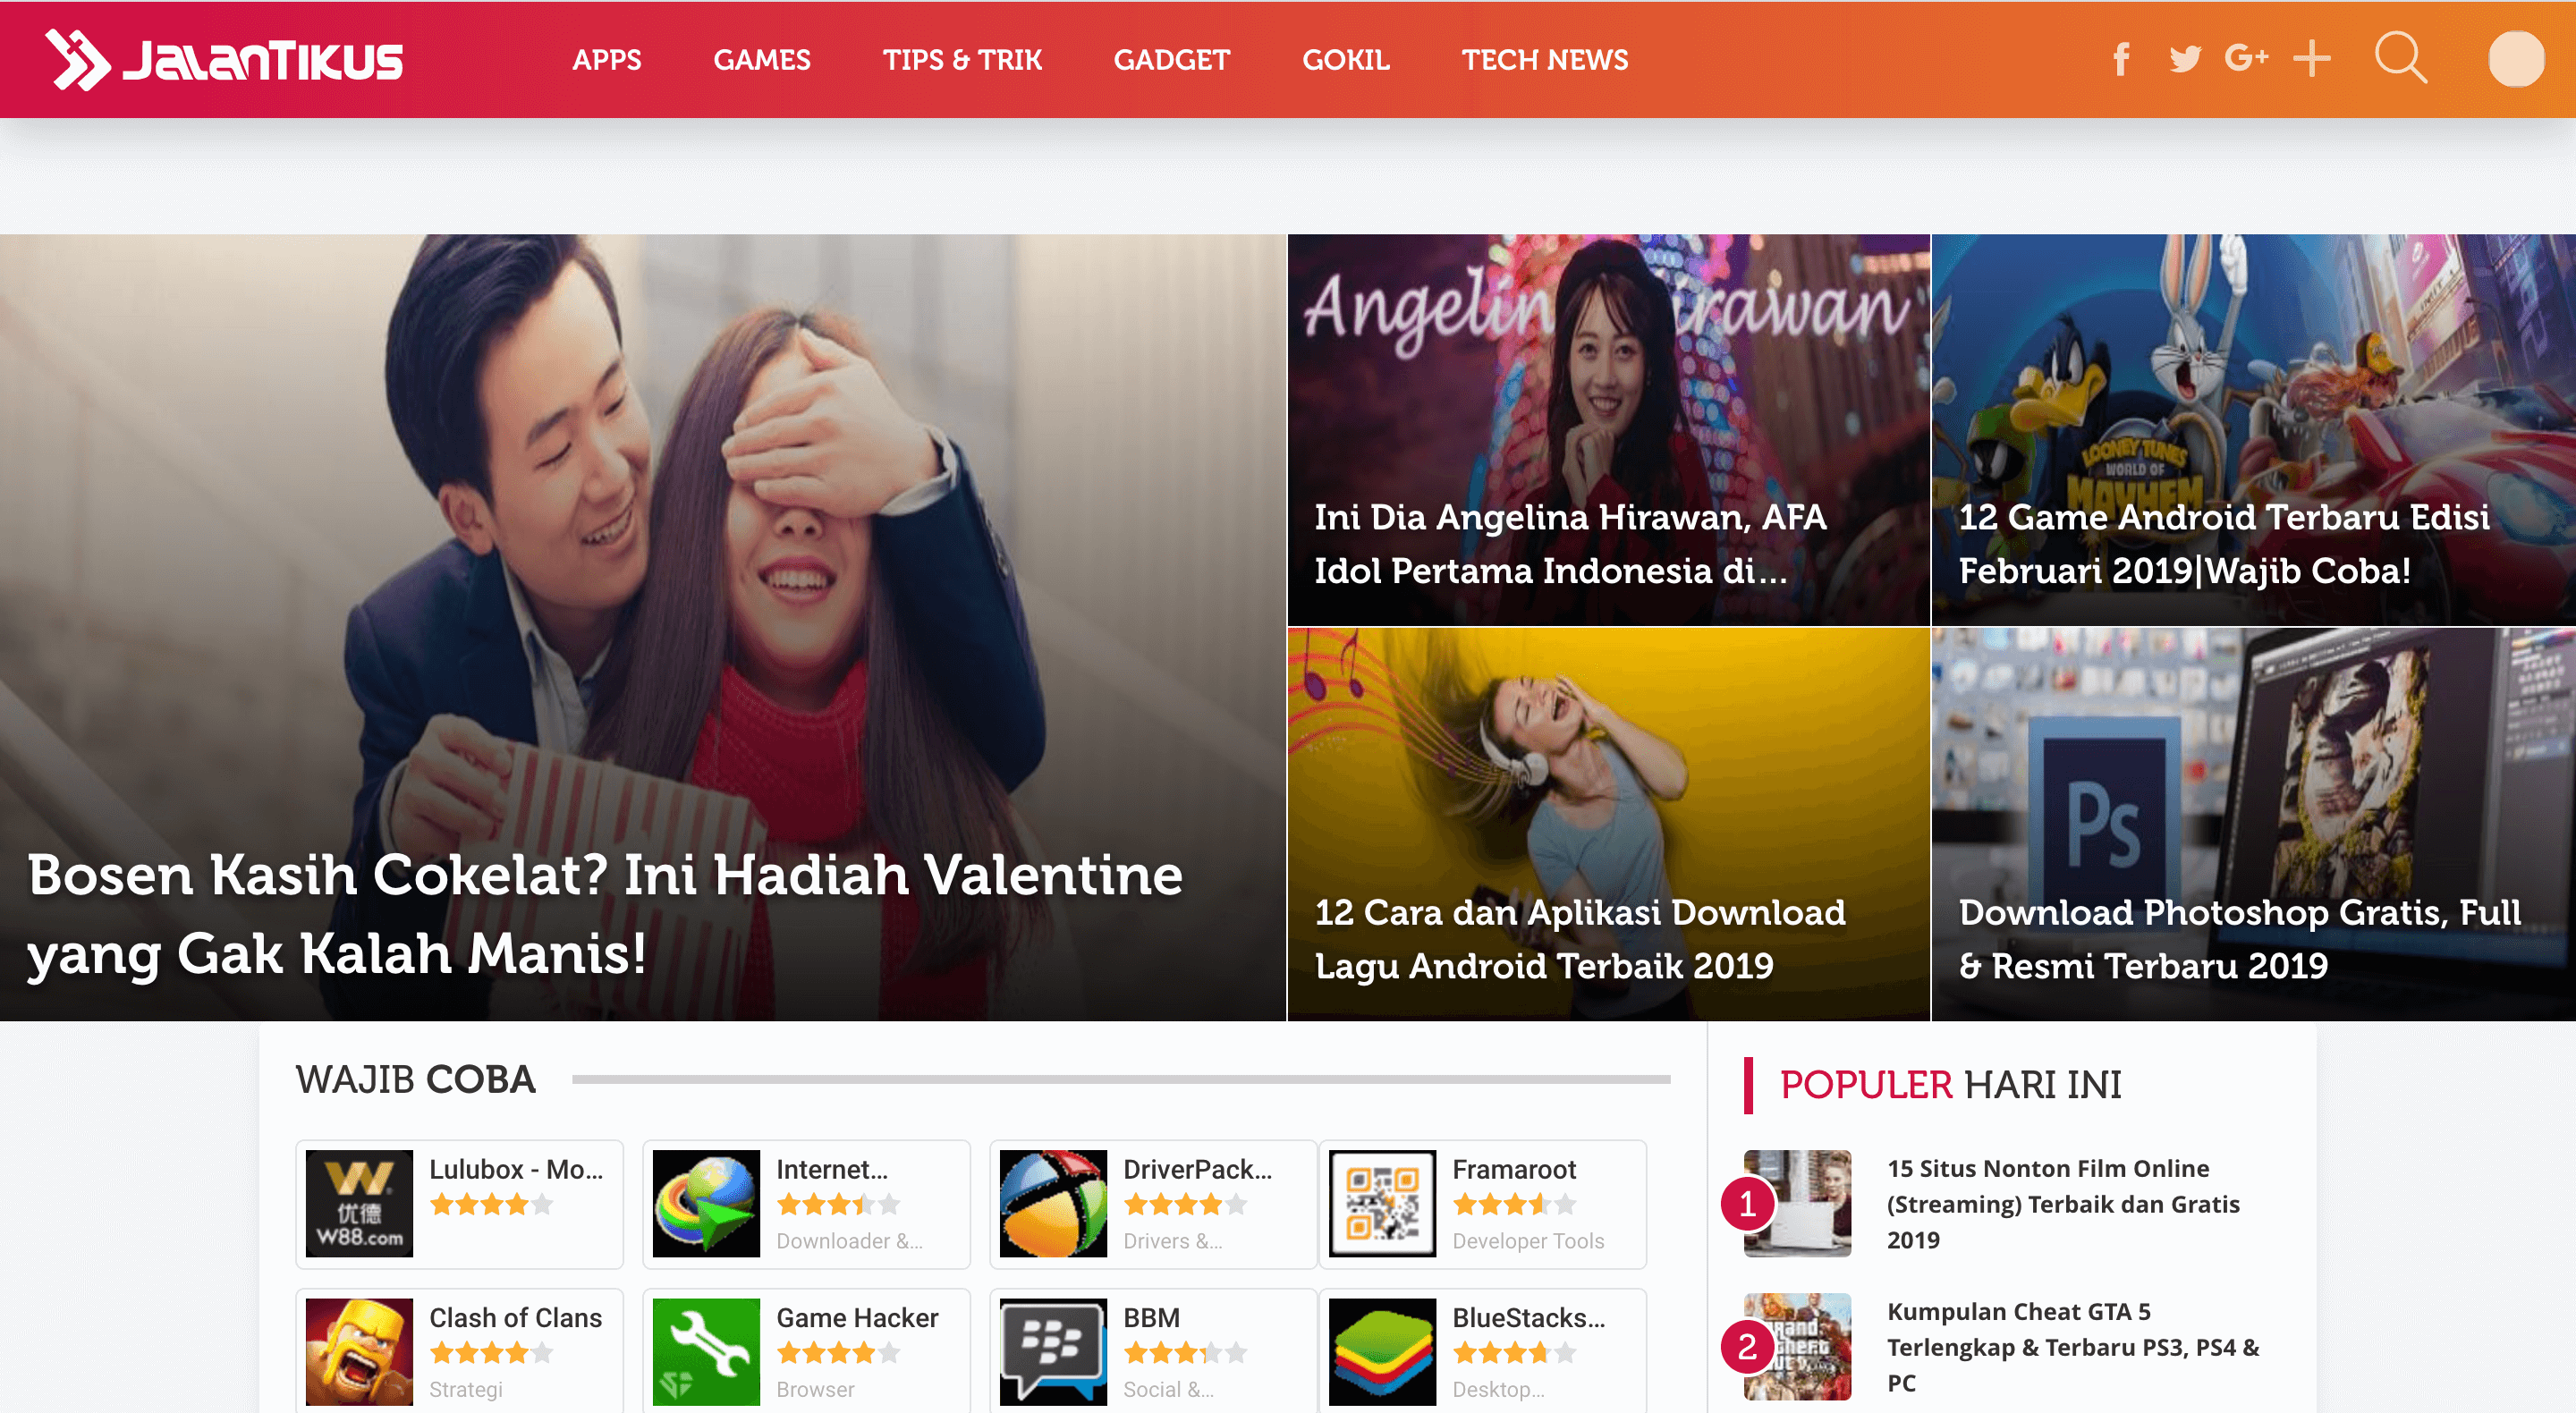 JALANTIKUS
APPS GAMES TIPS & TRIK GADGET GOKIL TECH NEWS
Bosen Kasih Cokelat? Ini Hadiah Valentine
yang Gak Kalah Manis!
Angelin rawan
Ini Dia Angelina Hirawan, AFA
Idol Pertama Indonesia di...
LOONEY TUNES
WORLD OF
MAYHEM
12 Game Android Terbaru Edisi
Februari 2019|Wajib Coba!
12 Cara dan Aplikasi Download
Lagu Android Terbaik 2019
Ps
Download Photoshop Gratis, Full
& Resmi Terbaru 2019
WAJIB COBA
W
优德
W88.com
Lulubox - Mo...
Internet...
Downloader &...
DriverPack...
Drivers &...
Framaroot
Developer Tools
Clash of Clans
Strategi
Game Hacker
Browser
BBM
Social &...
BlueStacks...
Desktop...
POPULER HARI INI
1
15 Situs Nonton Film Online
(Streaming) Terbaik dan Gratis
2019
2
Kumpulan Cheat GTA 5
Terlengkap & Terbaru PS3, PS4 &
PC